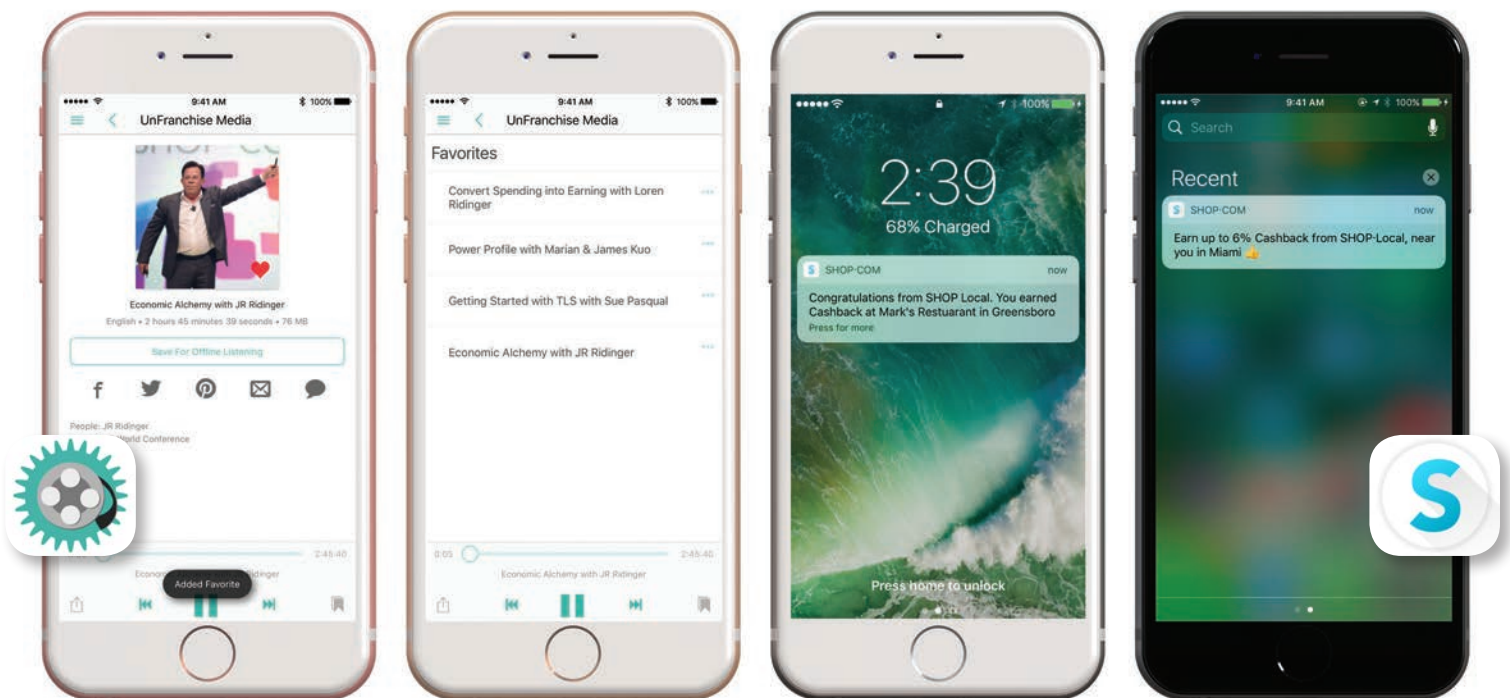 9:41 AM
100%
UnFranchise Media
Economic Alchemy with JR Ridinger
English • 2 hours 45 minutes 39 seconds • 76 MB
Save For Offline Listening
People: JR Ridinger
World Conference
2:45:40
Added Favorite
9:41 AM
100%
UnFranchise Media
Favorites
Convert Spending into Earning with Loren
Ridinger
Power Profile with Marian & James Kuo
Getting Started with TLS with Sue Pasqual
Economic Alchemy with JR Ridinger
0:05
2:45:40
Economic Alchemy with JR Ridinger
100%
2:39
68% Charged
S SHOP•COM
now
Congratulations from SHOP Local. You earned
Cashback at Mark's Restuarant in Greensboro
Press for more
Press home to unlock
9:41 AM
100%
Search
Recent
S SHOP•COM
now
Earn up to 6% Cashback from SHOP•Local, near
you in Miami 👍
S